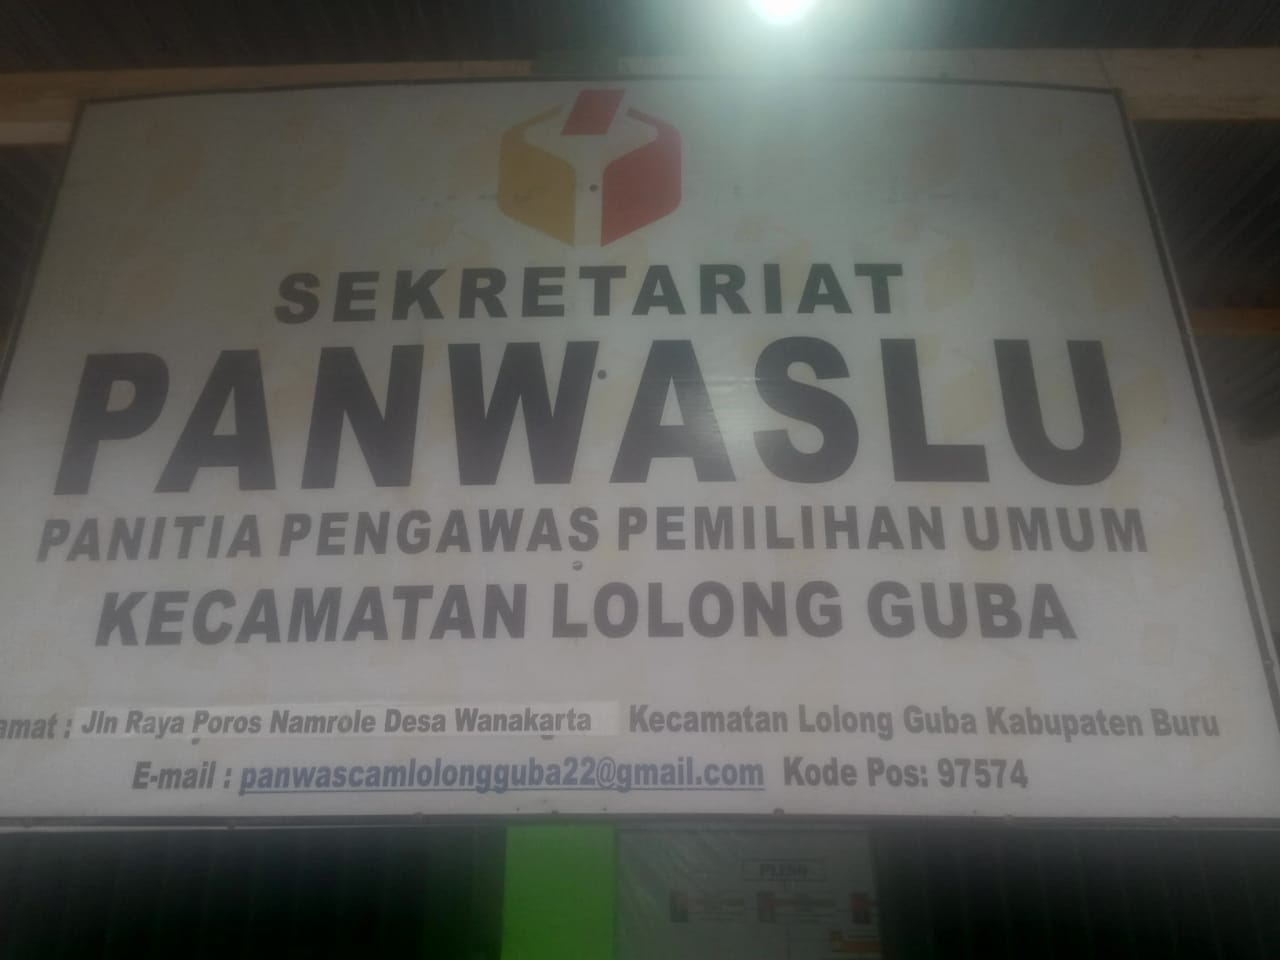 SEKRETARIAT
PANWASLU
PANITIA PENGAWAS PEMILIHAN UMUM
KECAMATAN LOLONG GUBA
amat : Jln Raya Poros Namrole Desa Wanakarta Kecamatan Lolong Guba Kabupaten Buru
E-mail : panwascamlolongguba22@gmail.com Kode Pos: 97574
PLENO